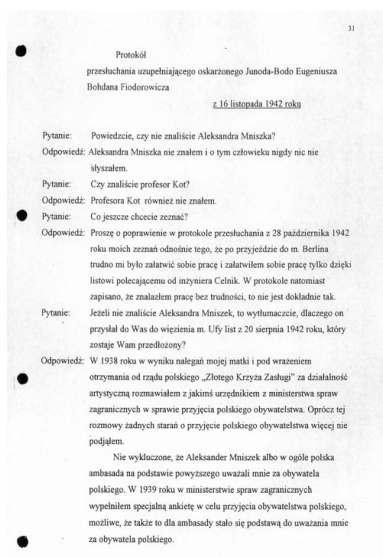 31
Protokół
przesłuchania uzupełniającego oskarżonego Junoda-Bodo Eugeniusza
Bohdana Fiodorowicza
z 16 listopada 1942 roku
Pytanie: Powiedzcie, czy nie znaliście Aleksandra Mniszka?
Odpowiedź: Aleksandra Mniszka nie znałem i o tym człowieku nigdy nic nie
słyszałem.
Pytanie: Czy znaliście profesor Kot?
Odpowiedź: Profesora Kot również nie znałem.
Pytanie: Co jeszcze chcecie zeznać?
Odpowiedź: Proszę o poprawienie w protokole przesłuchania z 28 października 1942
roku moich zeznań odnośnie tego, że po przyjeździe do m. Berlina
trudno mi było załatwić sobie pracę i załatwiłem sobie pracę tylko dzięki
listowi polecającemu od inżyniera Celnik. W protokole natomiast
zapisano, że znalazłem pracę bez trudności, to nie jest dokładnie tak.
Pytanie: Jeżeli nie znaliście Aleksandra Mniszek, to wytłumaczcie, dlaczego on
przysłał do Was do więzienia m. Ufy list z 20 sierpnia 1942 roku, który
zostaje Wam przedłożony?
Odpowiedź: W 1938 roku w wyniku nalegań mojej matki i pod wrażeniem
otrzymania od rządu polskiego „Złotego Krzyża Zasługi" za działalność
artystyczną rozmawiałem z jakimś urzędnikiem z ministerstwa spraw
zagranicznych w sprawie przyjęcia polskiego obywatelstwa. Oprócz tej
rozmowy żadnych starań o przyjęcie polskiego obywatelstwa więcej nie
podjąłem.
Nie wykluczone, że Aleksander Mniszek albo w ogóle polska
ambasada na podstawie powyższego uważali mnie za obywatela
polskiego. W 1939 roku w ministerstwie spraw zagranicznych
wypełniłem specjalną ankietę w celu przyjęcia obywatelstwa polskiego,
możliwe, że także to dla ambasady stało się podstawą do uważania mnie
za obywatela polskiego.